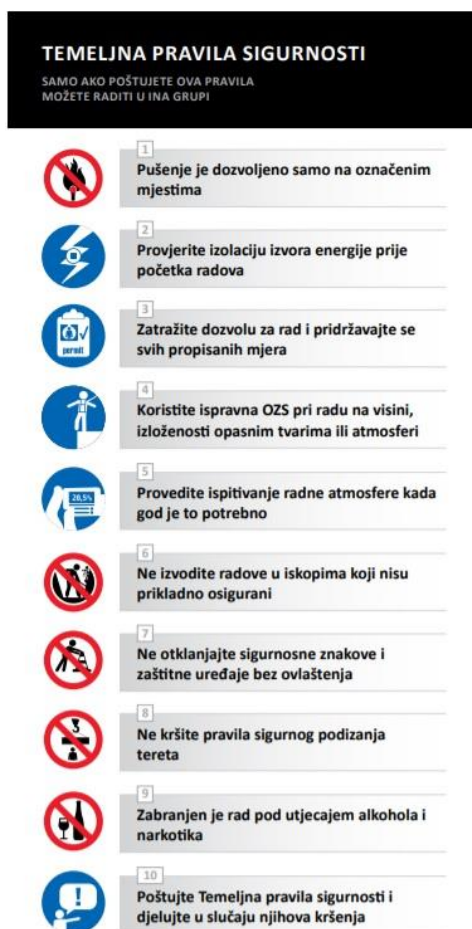 TEMELJNA PRAVILA SIGURNOSTI
SAMO AKO POŠTUJETE OVA PRAVILA
MOŽETE RADITI U INA GRUPI
1
Pušenje je dozvoljeno samo na označenim
mjestima
2
Provjerite izolaciju izvora energije prije
početka radova
3
permit
Zatražite dozvolu za rad i pridržavajte se
svih propisanih mjera
4
Koristite ispravna OZS pri radu na visini,
izloženosti opasnim tvarima ili atmosferi
5
20,5%
Provedite ispitivanje radne atmosfere kada
god je to potrebno
6
Ne izvodite radove u iskopima koji nisu
prikladno osigurani
7
Ne otklanjajte sigurnosne znakove i
zaštitne uređaje bez ovlaštenja
8
Ne kršite pravila sigurnog podizanja
tereta
9
Zabranjen je rad pod utjecajem alkohola i
narkotika
10
!
Poštujte Temeljna pravila sigurnosti i
djelujte u slučaju njihova kršenja